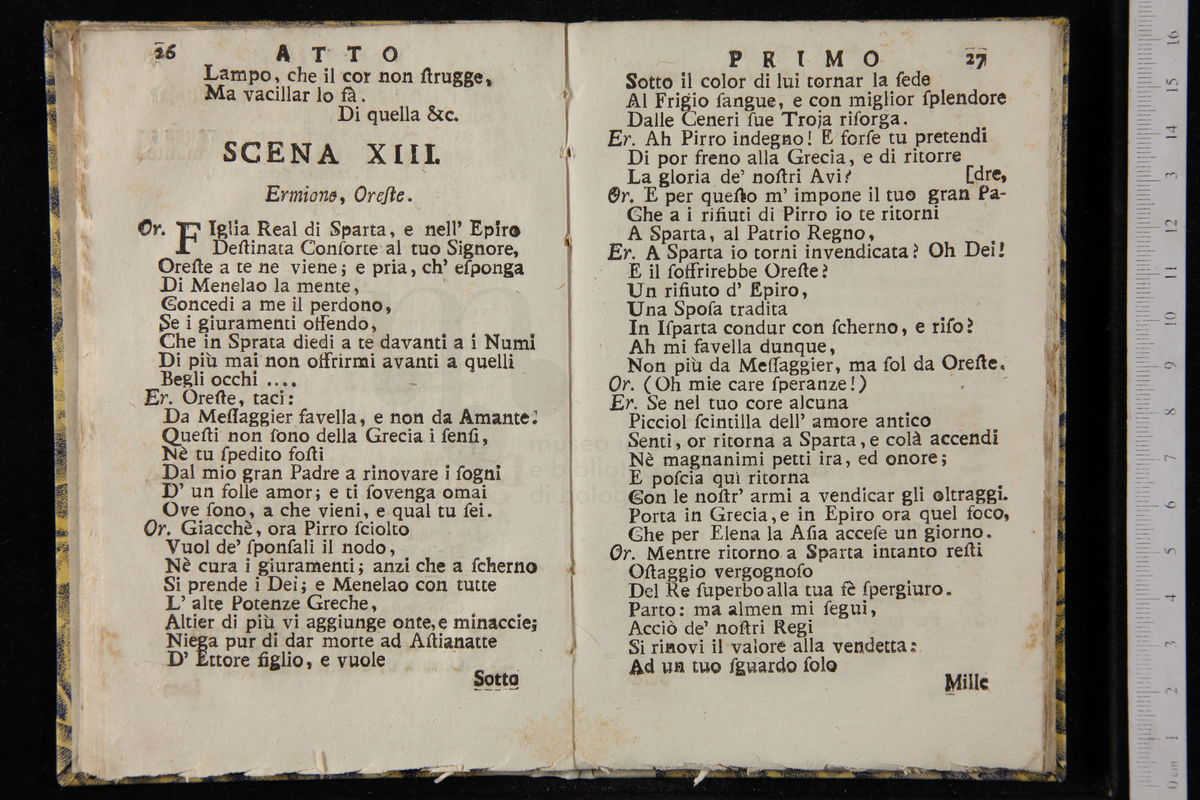 26 ATTO
Lampo, che il cor non ſtrugge,
Ma vacillar lo fà.
Di quella &c.
SCENA XIII.
Ermione, Oreſte.
Or. FIglia Real di Sparta, e nell' Epiro
Deſtinata Conſorte al tuo Signore,
Oreſte a te ne viene; e pria, ch' eſponga
Di Menelao la mente,
Concedi a me il perdono,
Se i giuramenti offendo,
Che in Sprata diedi a te davanti a i Numi
Di più mai non offrirmi avanti a quelli
Begli occhi ....
Er. Oreſte, taci:
Da Meſſaggier favella, e non da Amante:
Queſti non ſono della Grecia i ſenſi,
Nè tu ſpedito foſti
Dal mio gran Padre a rinovare i ſogni
D' un folle amor; e ti ſovenga omai
Ove ſono, a che vieni, e qual tu ſei.
Or. Giacchè, ora Pirro ſciolto
Vuol de' ſponſali il nodo,
Nè cura i giuramenti; anzi che a ſcherno
Si prende i Dei; e Menelao con tutte
L' alte Potenze Greche,
Altier di più vi aggiunge onte, e minaccie;
Niega pur di dar morte ad Aſtianatte
D' Ettore figlio, e vuole
Sotto
PRIMO 27
Sotto il color di lui tornar la ſede
Al Frigio ſangue, e con miglior ſplendore
Dalle Ceneri ſue Troja riſorga.
Er. Ah Pirro indegno! E forſe tu pretendi
Di por freno alla Grecia, e di ritorre
La gloria de' noſtri Avi? [dre,
Or. E per queſto m' impone il tuo gran Pa-
Che a i rifiuti di Pirro io te ritorni
A Sparta, al Patrio Regno,
Er. A Sparta io torni invendicata? Oh Dei!
E il ſoffrirebbe Oreſte?
Un rifiuto d' Epiro,
Una Spoſa tradita
In Iſparta condur con ſcherno, e riſo?
Ah mi favella dunque,
Non più da Meſſaggier, ma ſol da Oreſte.
Or. (Oh mie care ſperanze!)
Er. Se nel tuo core alcuna
Picciol ſcintilla dell' amore antico
Senti, or ritorna a Sparta, e colà accendi
Nè magnanimi petti ira, ed onore;
E poſcia quì ritorna
Con le noſtr' armi a vendicar gli oltraggi.
Porta in Grecia, e in Epiro ora quel foco,
Che per Elena la Aſia acceſe un giorno.
Or. Mentre ritorno a Sparta intanto reſti
Oſtaggio vergognoſo
Del Re ſuperbo alla tua fè ſpergiuro.
Parto: ma almen mi ſegui,
Acciò de' noſtri Regi
Si rinovi il valore alla vendetta:
Ad un tuo ſguardo ſolo
Mille